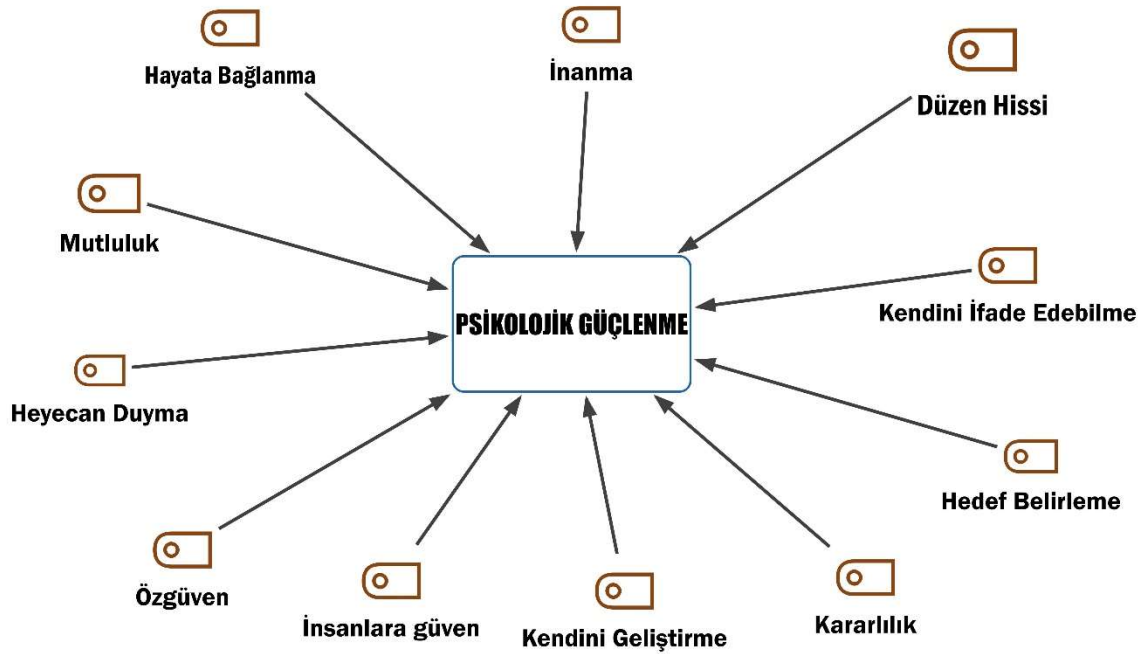 Hayata Bağlanma
İnanma
Düzen Hissi
Mutluluk
Kendini İfade Edebilme
PSİKOLOJİK GÜÇLENME
Heyecan Duyma
Hedef Belirleme
Özgüven
İnsanlara güven
Kendini Geliştirme
Kararlılık